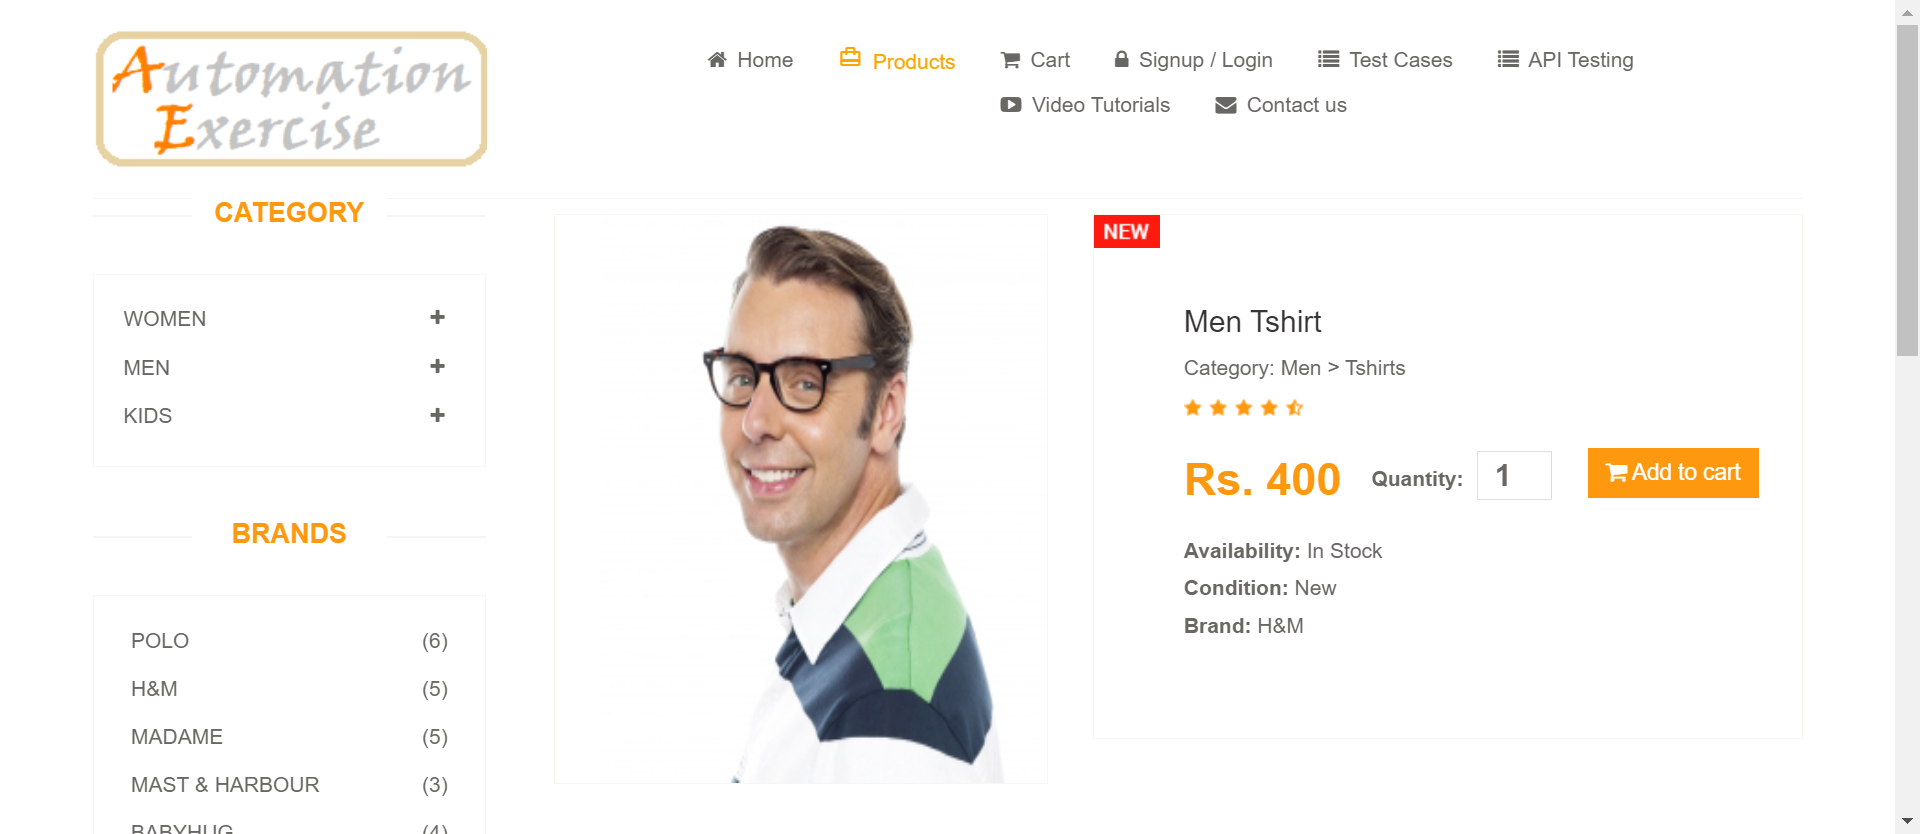 Automation
Exercise
Home
Products
Cart
Signup / Login
Test Cases
API Testing
Video Tutorials
Contact us
CATEGORY
WOMEN
MEN
KIDS
BRANDS
POLO (6)
H&M (5)
MADAME (5)
MAST & HARBOUR (3)
BABYHUG (4)
NEW
Men Tshirt
Category: Men > Tshirts
Rs. 400 Quantity: 1 Add to cart
Availability: In Stock
Condition: New
Brand: H&M